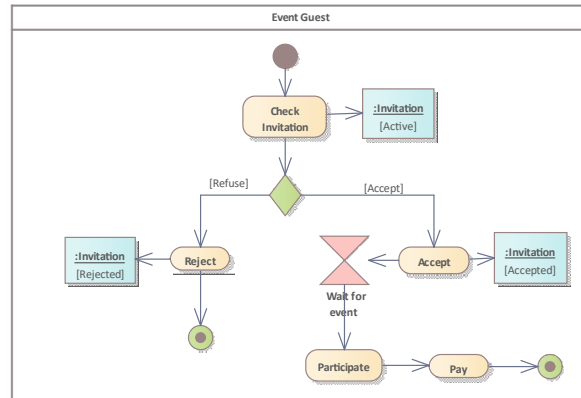 Event Guest
Check
Invitation
:Invitation
[Active]
[Refuse]
[Accept]
:Invitation
[Rejected]
Reject
Accept
:Invitation
[Accepted]
Wait for
event
Participate
Pay